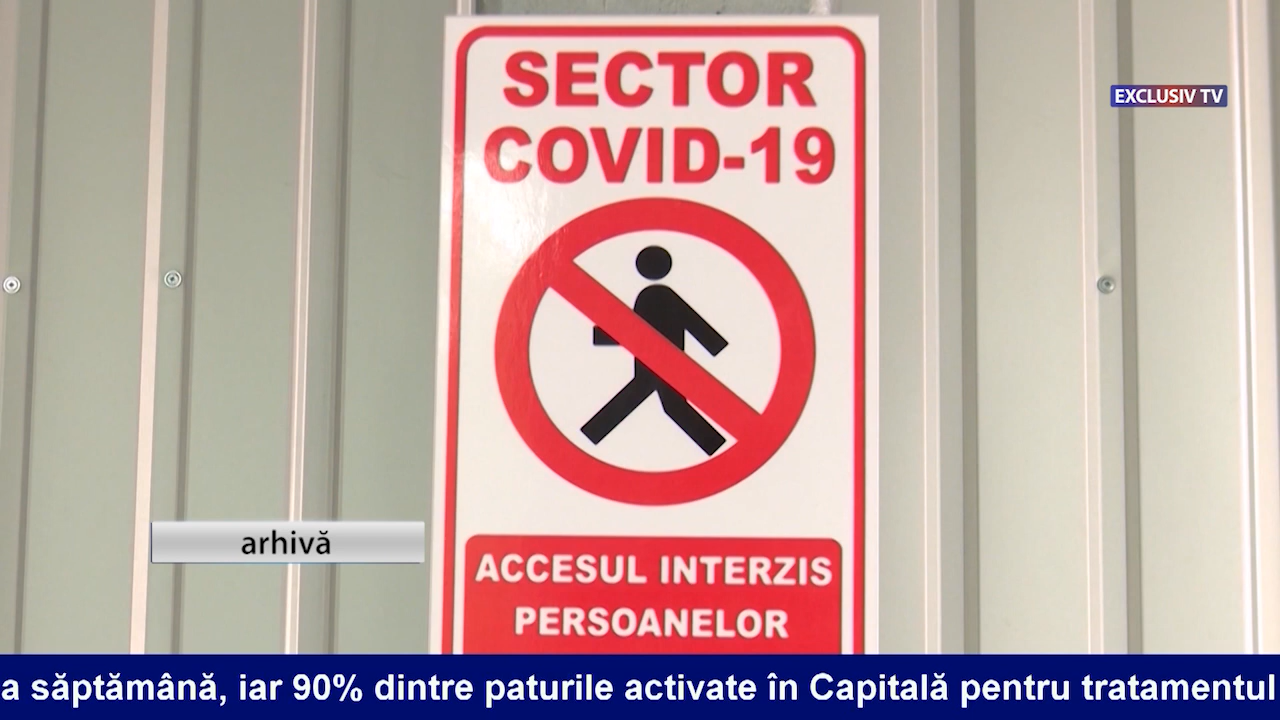 SECTOR
COVID-19
EXCLUSIV TV
arhivă
ACCESUL INTERZIS
PERSOANELOR
a săptămână, iar 90% dintre paturile activate în Capitală pentru tratamentul